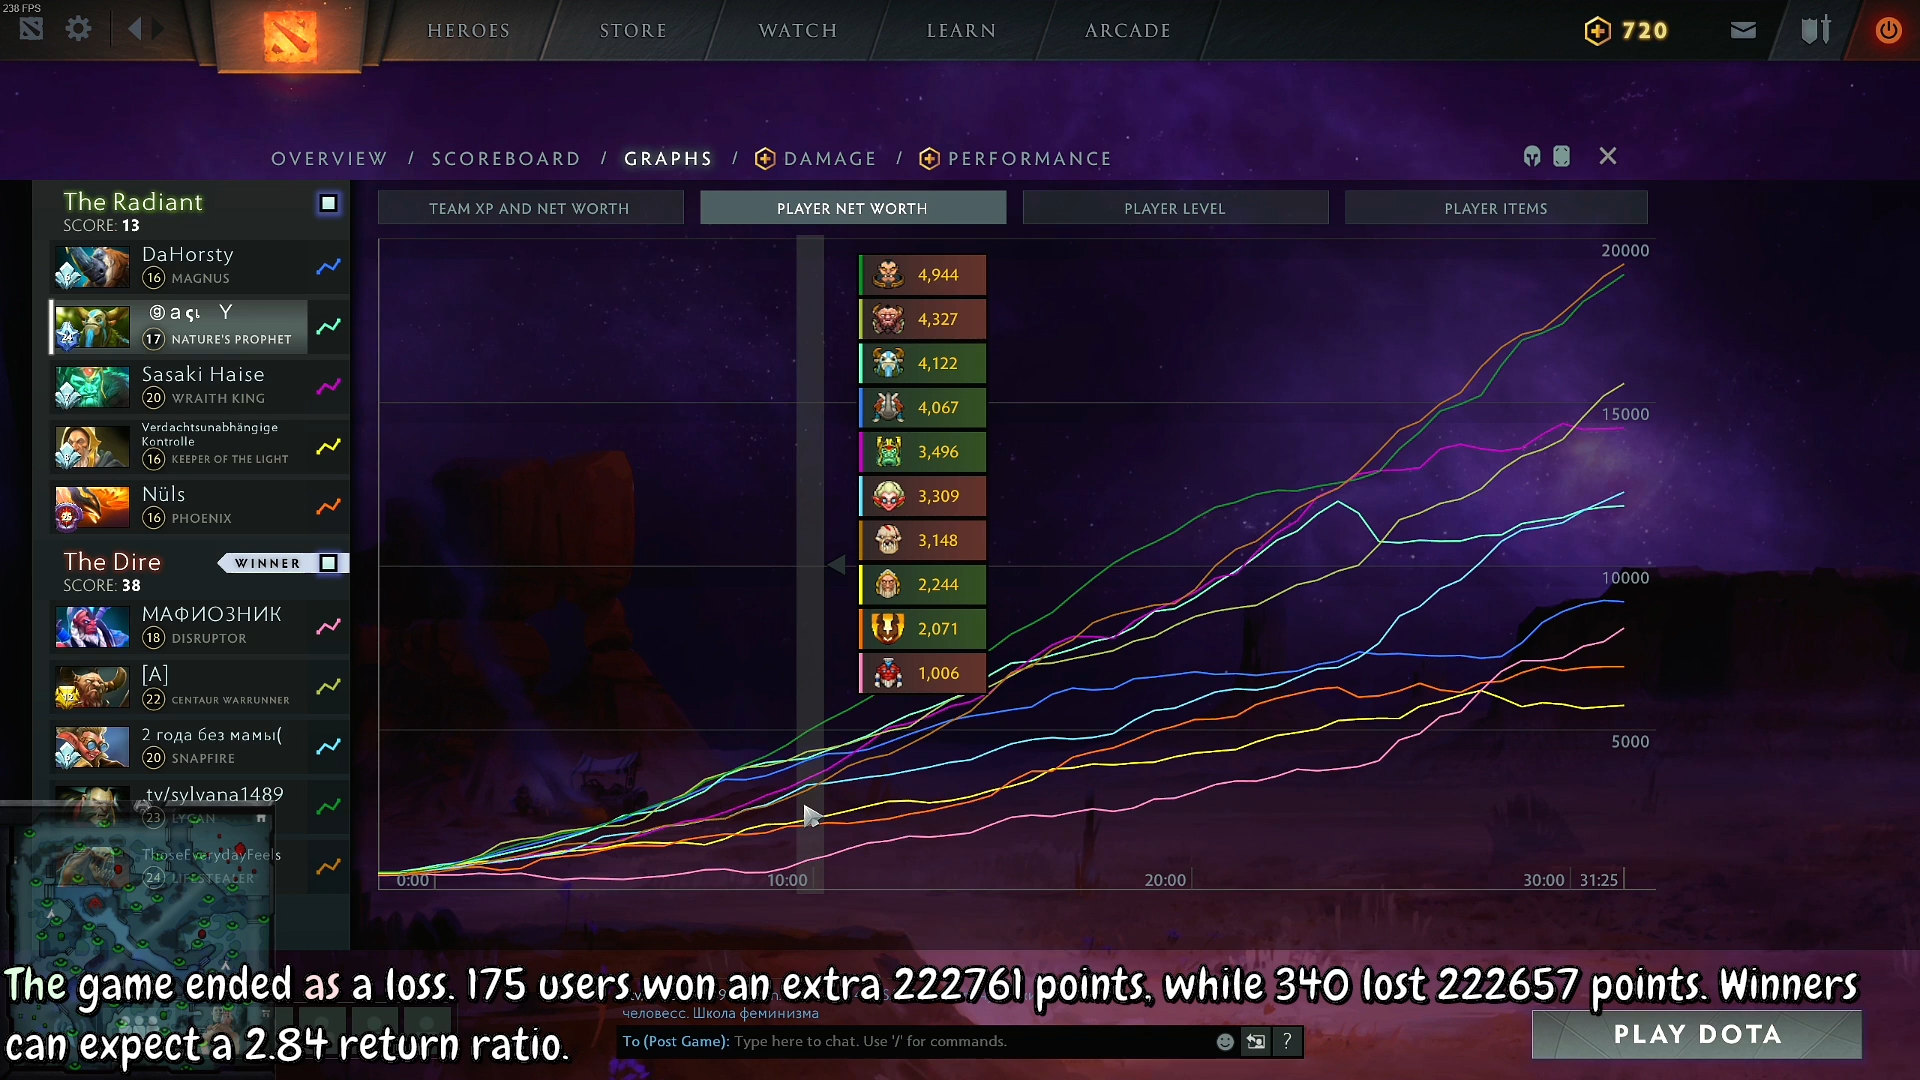 238 FPS
HEROES
STORE
WATCH
LEARN
ARCADE
720
OVERVIEW / SCOREBOARD / GRAPHS / DAMAGE / PERFORMANCE
The Radiant
SCORE: 13
DaHorsty
16 MAGNUS
24
17 NATURE'S PROPHET
Sasaki Haise
20 WRAITH KING
Verdachtsunabhängige
Kontrolle
16 KEEPER OF THE LIGHT
Nüls
25
16 PHOENIX
The Dire
WINNER
SCORE: 38
МАФИОЗНИК
18 DISRUPTOR
[A]
12
22 CENTAUR WARRUNNER
2 года без мамы(
20 SNAPFIRE
.tv/sylvana1489
23 LYCAN
ThoseEverydayFeels
24 LIFESTEALER
TEAM XP AND NET WORTH
PLAYER NET WORTH
PLAYER LEVEL
PLAYER ITEMS
4,944
4,327
4,122
4,067
3,496
3,309
3,148
2,244
2,071
1,006
20000
15000
10000
5000
0:00
10:00
20:00
30:00
31:25
The game ended as a loss. 175 users won an extra 222761 points, while 340 lost 222657 points. Winners
can expect a 2.84 return ratio.
человесс. Школа феминизма
To (Post Game): Type here to chat. Use '/' for commands.
?
PLAY DOTA